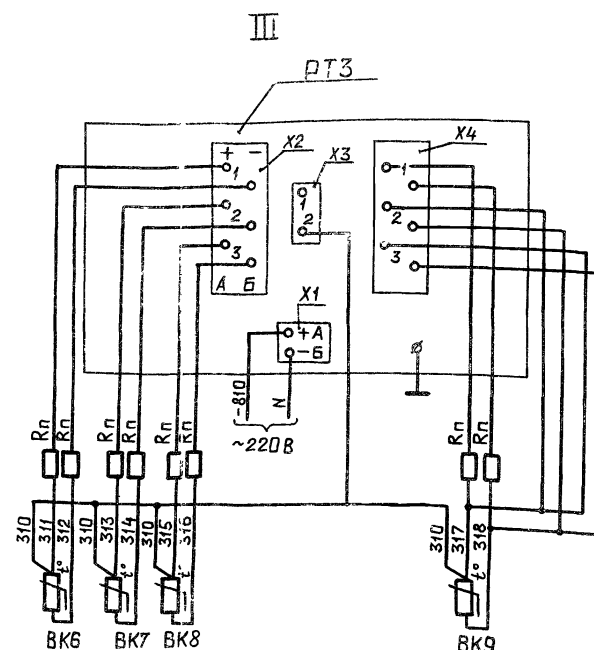 III
РТ3
+ - X2
1
2
3
А Б
X3
1
2
X4
1
2
3
X1
+ А
- Б
~810
N
~220В
Rп Rп Rп Rп Rп Rп Rп Rп
310 311 312 310 313 314 310 315 316 310 317 318
t° t° t° t°
ВК6 ВК7 ВК8 ВК9